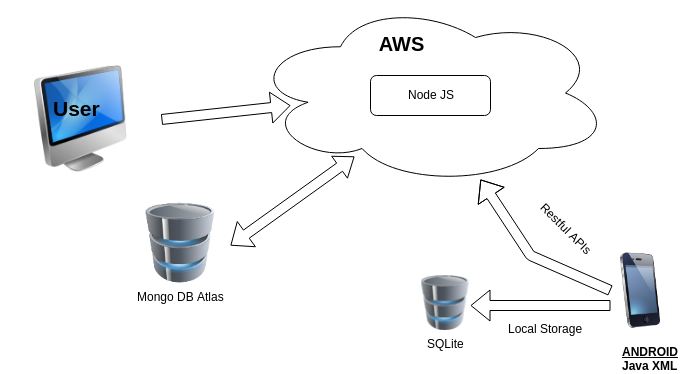 AWS
Node JS
User
Restful APIs
Mongo DB Atlas
Local Storage
SQLite
ANDROID
Java XML